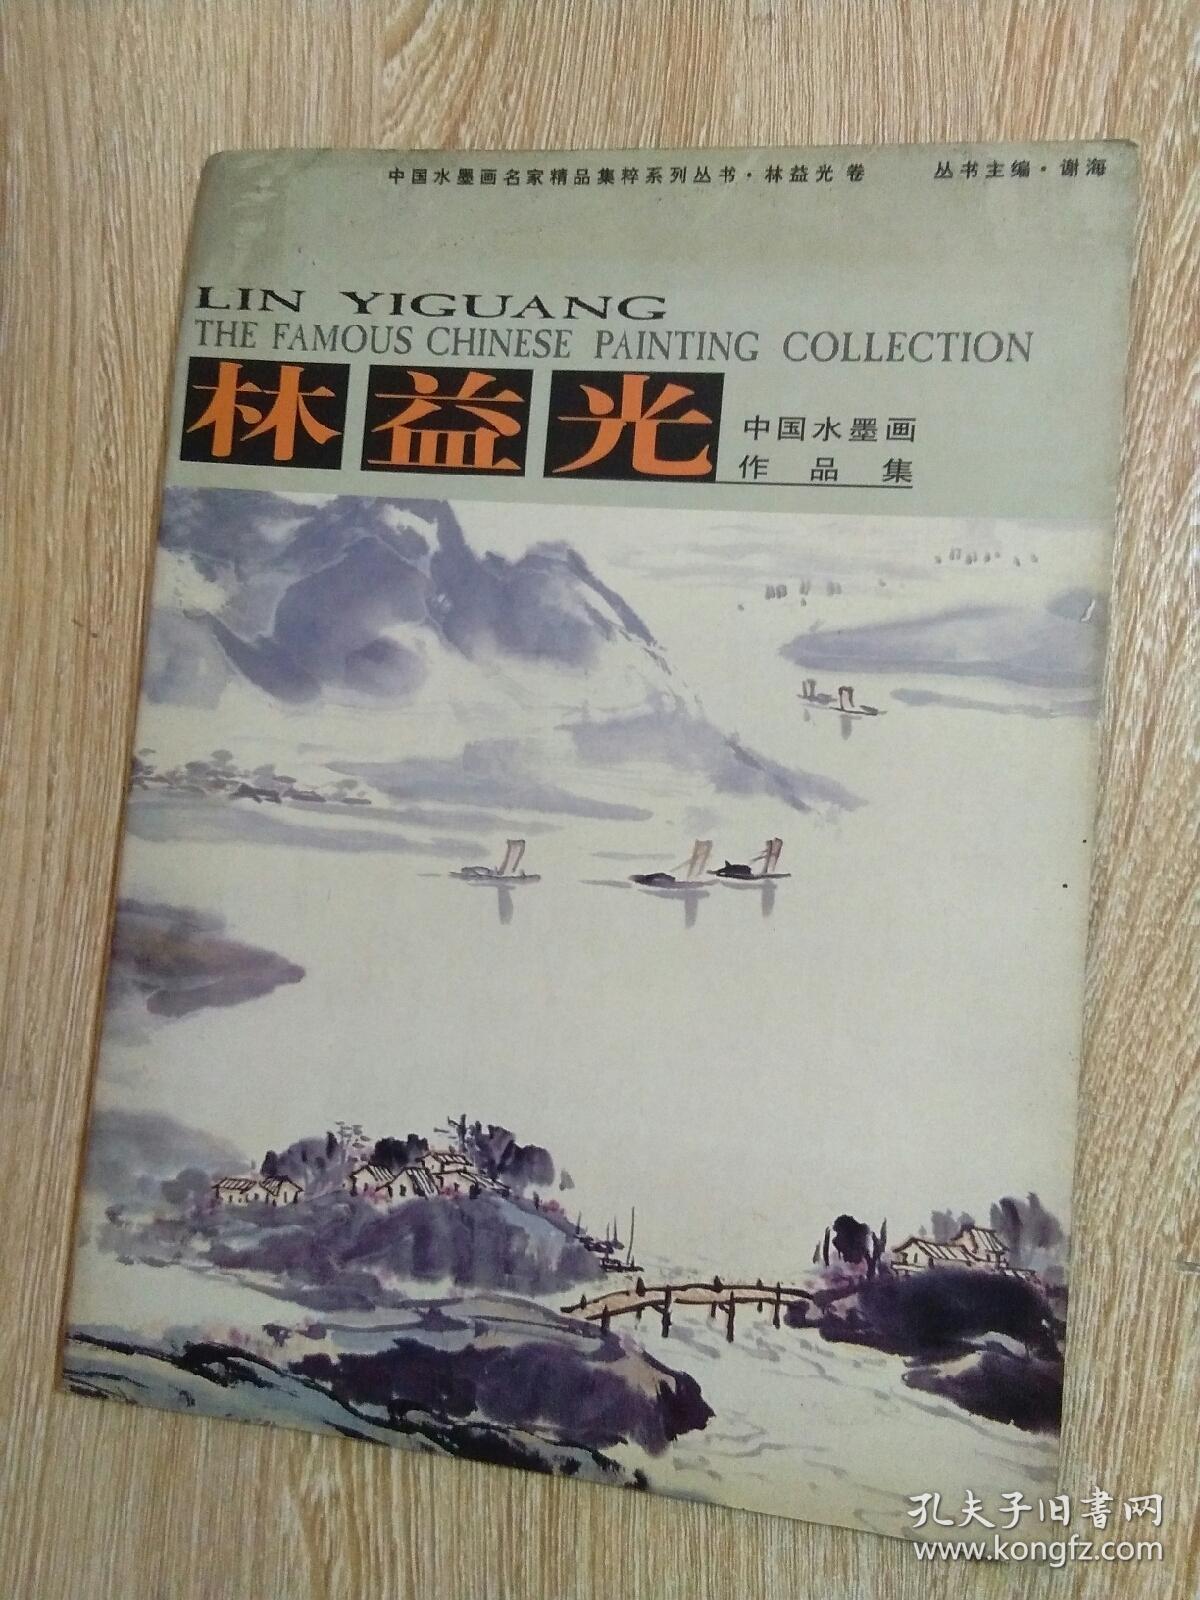 中国水墨画名家精品集粹系列丛书·林益光卷 丛书主编·谢海
LIN YIGUANG
THE FAMOUS CHINESE PAINTING COLLECTION
林益光
中国水墨画
作品集
孔夫子旧书网
www.kongfz.com